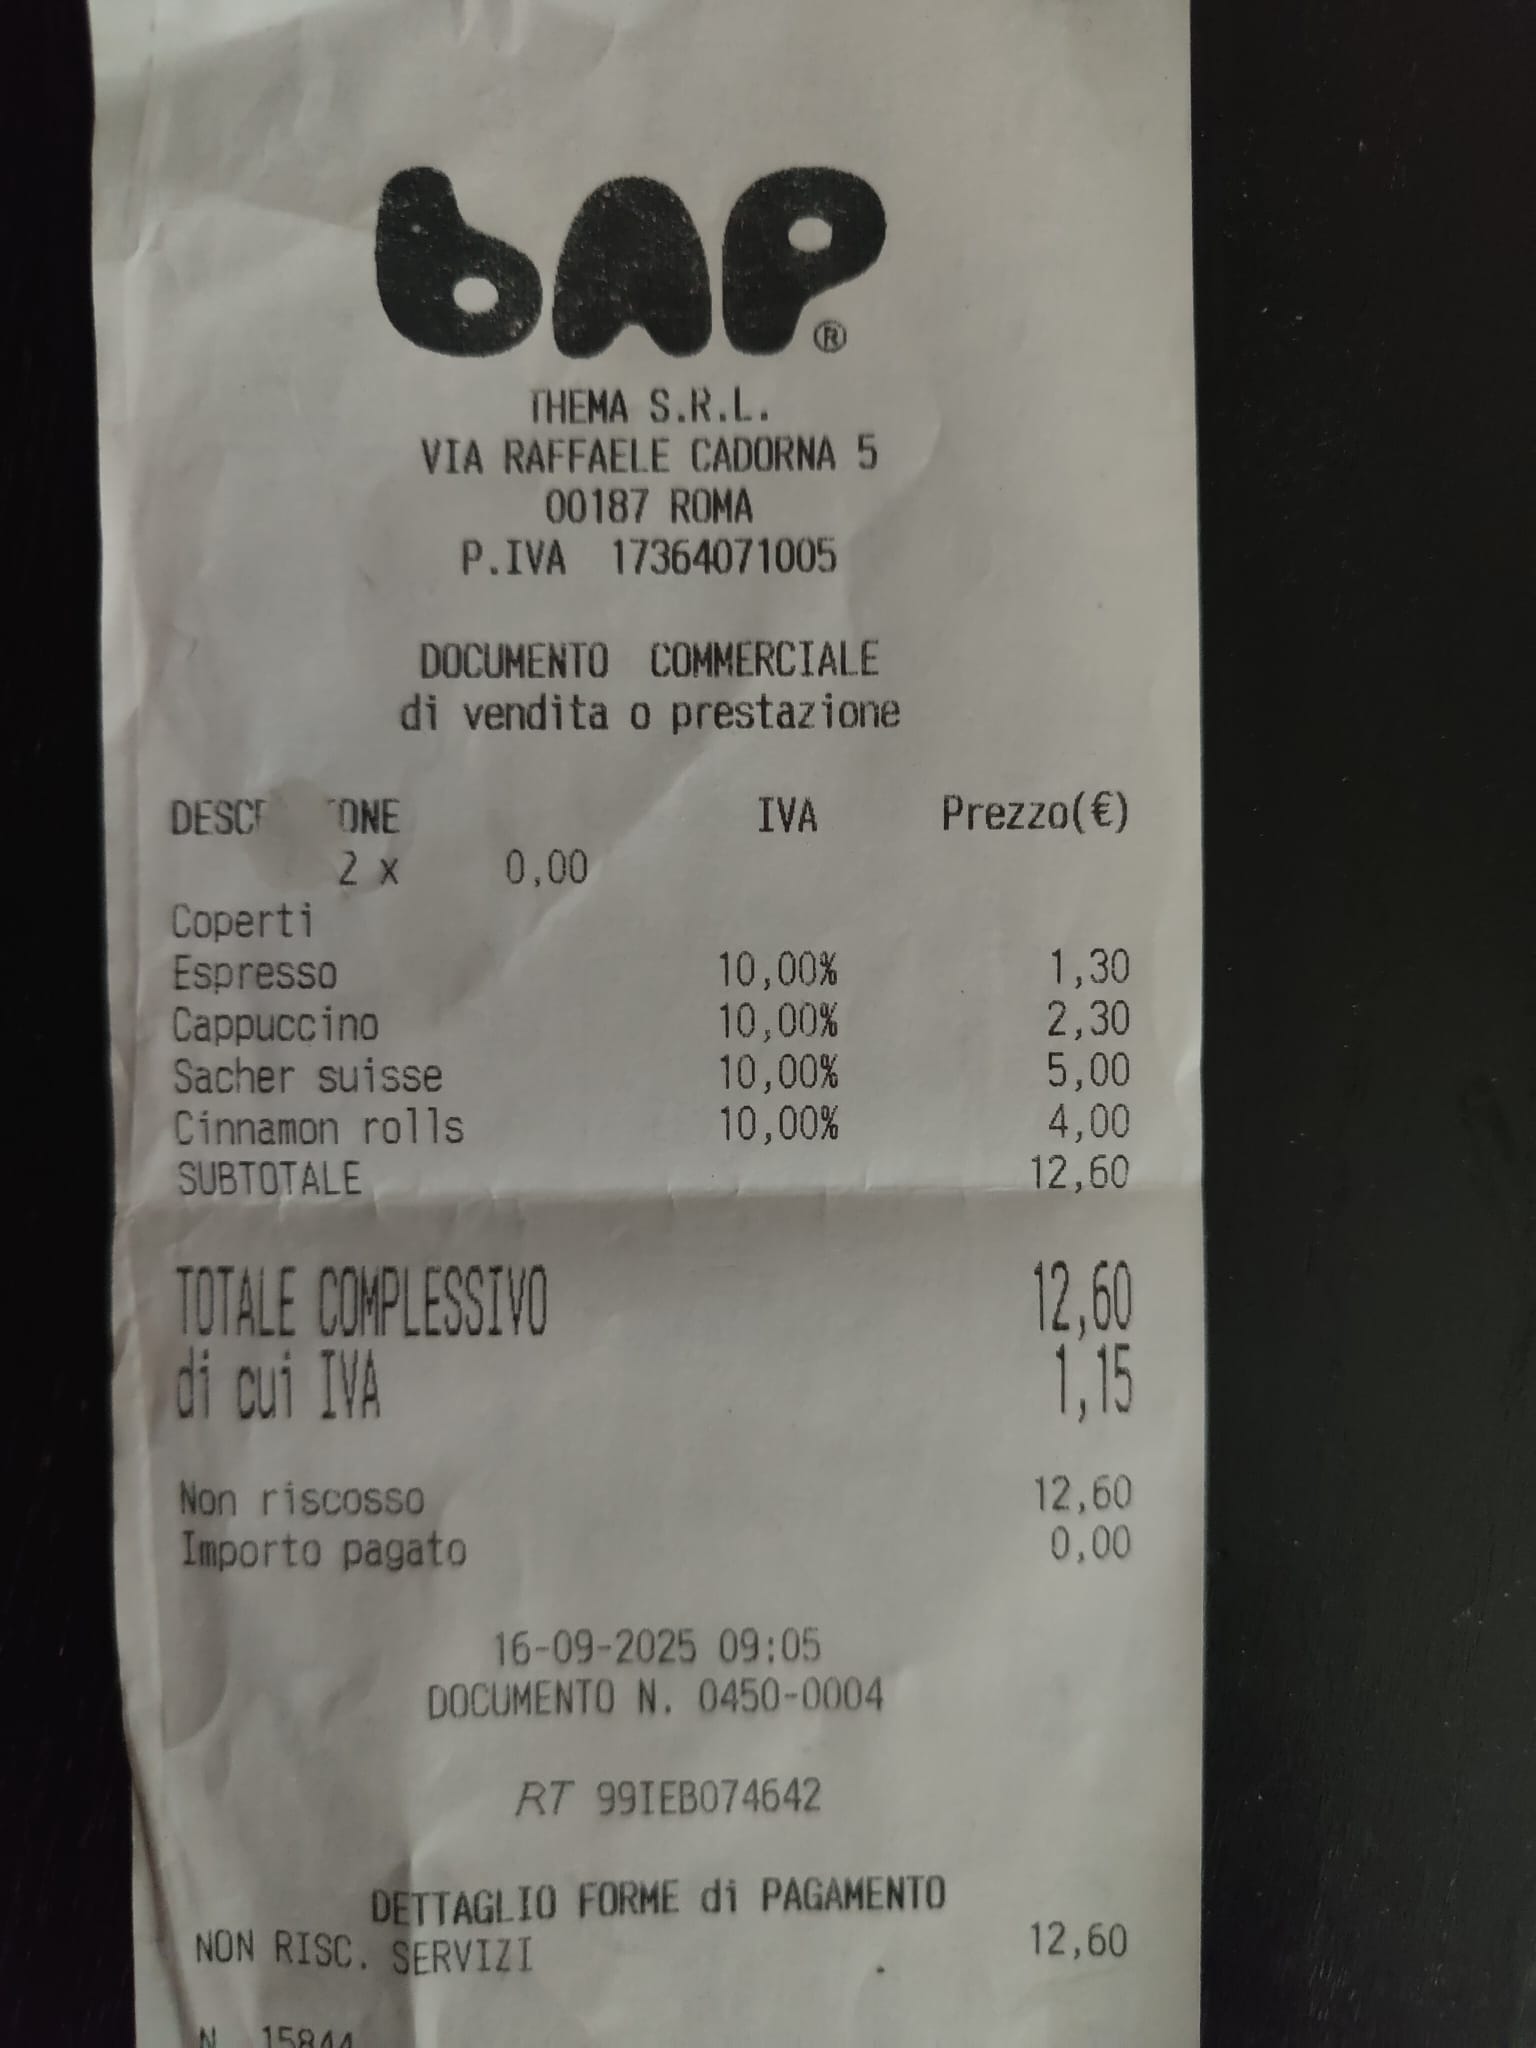 bAP®
THEMA S.R.L.
VIA RAFFAELE CADORNA 5
00187 ROMA
P.IVA 17364071005
DOCUMENTO COMMERCIALE
di vendita o prestazione
IVA Prezzo(€)
2 x 0,00
Coperti
Espresso 10,00% 1,30
Cappuccino 10,00% 2,30
Sacher suisse 10,00% 5,00
Cinnamon rolls 10,00% 4,00
SUBTOTALE 12,60
TOTALE COMPLESSIVO 12,60
di cui IVA 1,15
Non riscosso 12,60
Importo pagato 0,00
16-09-2025 09:05
DOCUMENTO N. 0450-0004
RT 99IEB074642
DETTAGLIO FORME di PAGAMENTO
NON RISC. SERVIZI 12,60